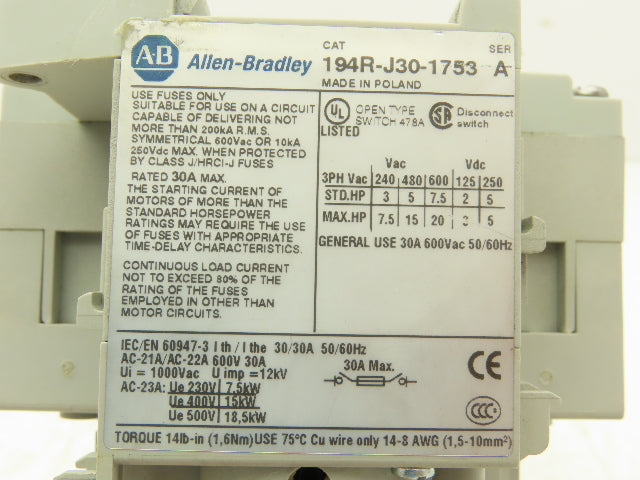 AB Allen-Bradley
CAT SER
194R-J30-1753 A
MADE IN POLAND
USE FUSES ONLY
SUITABLE FOR USE ON A CIRCUIT
CAPABLE OF DELIVERING NOT
MORE THAN 200kA R.M.S.
SYMMETRICAL 600Vac OR 10kA
250Vdc MAX. WHEN PROTECTED
BY CLASS J/HRCI-J FUSES
RATED 30A MAX.
THE STARTING CURRENT OF
MOTORS OF MORE THAN THE
STANDARD HORSEPOWER
RATINGS MAY REQUIRE THE USE
OF FUSES WITH APPROPRIATE
TIME-DELAY CHARACTERISTICS.
CONTINUOUS LOAD CURRENT
NOT TO EXCEED 80% OF THE
RATING OF THE FUSES
EMPLOYED IN OTHER THAN
MOTOR CIRCUITS.
UL OPEN TYPE
SWITCH 478A
LISTED
Disconnect
switch
Vac Vdc
3PH Vac 240 480 600 125 250
STD.HP 3 5 7.5 2 5
MAX.HP 7.5 15 20 5
GENERAL USE 30A 600Vac 50/60Hz
IEC/EN 60947-3 I th / I the 30/30A 50/60Hz
AC-21A/AC-22A 600V 30A
Ui = 1000Vac U imp =12kV
AC-23A: Ue 230V 7,5kW
Ue 400V 15kW
Ue 500V 18,5kW
30A Max.
CE
CCC
TORQUE 14lb-in (1,6Nm) USE 75°C Cu wire only 14-8 AWG (1,5-10mm²)